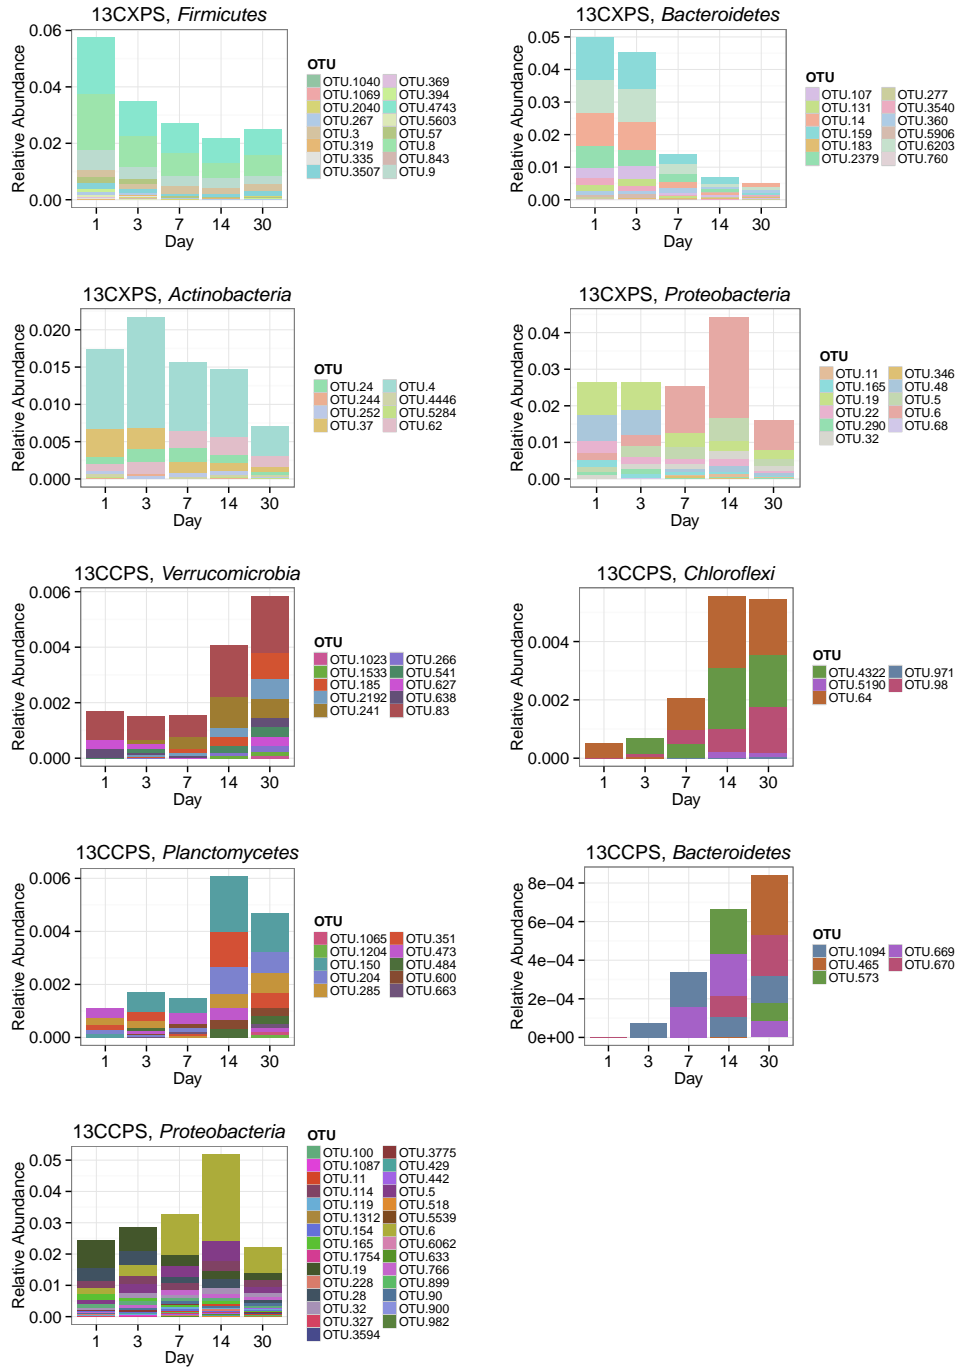 13CXPS, Firmicutes
Relative Abundance
0.06
0.04
0.02
0.00
1 3 7 14 30
Day
OTU
OTU.1040 OTU.369
OTU.1069 OTU.394
OTU.2040 OTU.4743
OTU.267 OTU.5603
OTU.3 OTU.57
OTU.319 OTU.8
OTU.335 OTU.843
OTU.3507 OTU.9
13CXPS, Bacteroidetes
Relative Abundance
0.05
0.04
0.03
0.02
0.01
0.00
1 3 7 14 30
Day
OTU
OTU.107 OTU.277
OTU.131 OTU.3540
OTU.14 OTU.360
OTU.159 OTU.5906
OTU.183 OTU.6203
OTU.2379 OTU.760
13CXPS, Actinobacteria
Relative Abundance
0.020
0.015
0.010
0.005
0.000
1 3 7 14 30
Day
OTU
OTU.24 OTU.4
OTU.244 OTU.4446
OTU.252 OTU.5284
OTU.37 OTU.62
13CXPS, Proteobacteria
Relative Abundance
0.04
0.03
0.02
0.01
0.00
1 3 7 14 30
Day
OTU
OTU.11 OTU.346
OTU.165 OTU.48
OTU.19 OTU.5
OTU.22 OTU.6
OTU.290 OTU.68
OTU.32
13CCPS, Verrucomicrobia
Relative Abundance
0.006
0.004
0.002
0.000
1 3 7 14 30
Day
OTU
OTU.1023 OTU.266
OTU.1533 OTU.541
OTU.185 OTU.627
OTU.2192 OTU.638
OTU.241 OTU.83
13CCPS, Chloroflexi
Relative Abundance
0.004
0.002
0.000
1 3 7 14 30
Day
OTU
OTU.4322 OTU.971
OTU.5190 OTU.98
OTU.64
13CCPS, Planctomycetes
Relative Abundance
0.006
0.004
0.002
0.000
1 3 7 14 30
Day
OTU
OTU.1065 OTU.351
OTU.1204 OTU.473
OTU.150 OTU.484
OTU.204 OTU.600
OTU.285 OTU.663
13CCPS, Bacteroidetes
Relative Abundance
8e−04
6e−04
4e−04
2e−04
0e+00
1 3 7 14 30
Day
OTU
OTU.1094 OTU.669
OTU.465 OTU.670
OTU.573
13CCPS, Proteobacteria
Relative Abundance
0.05
0.04
0.03
0.02
0.01
0.00
1 3 7 14 30
Day
OTU
OTU.100 OTU.3775
OTU.1087 OTU.429
OTU.11 OTU.442
OTU.114 OTU.5
OTU.119 OTU.518
OTU.1312 OTU.5539
OTU.154 OTU.6
OTU.165 OTU.6062
OTU.1754 OTU.633
OTU.19 OTU.766
OTU.228 OTU.899
OTU.28 OTU.90
OTU.32 OTU.900
OTU.327 OTU.982
OTU.3594